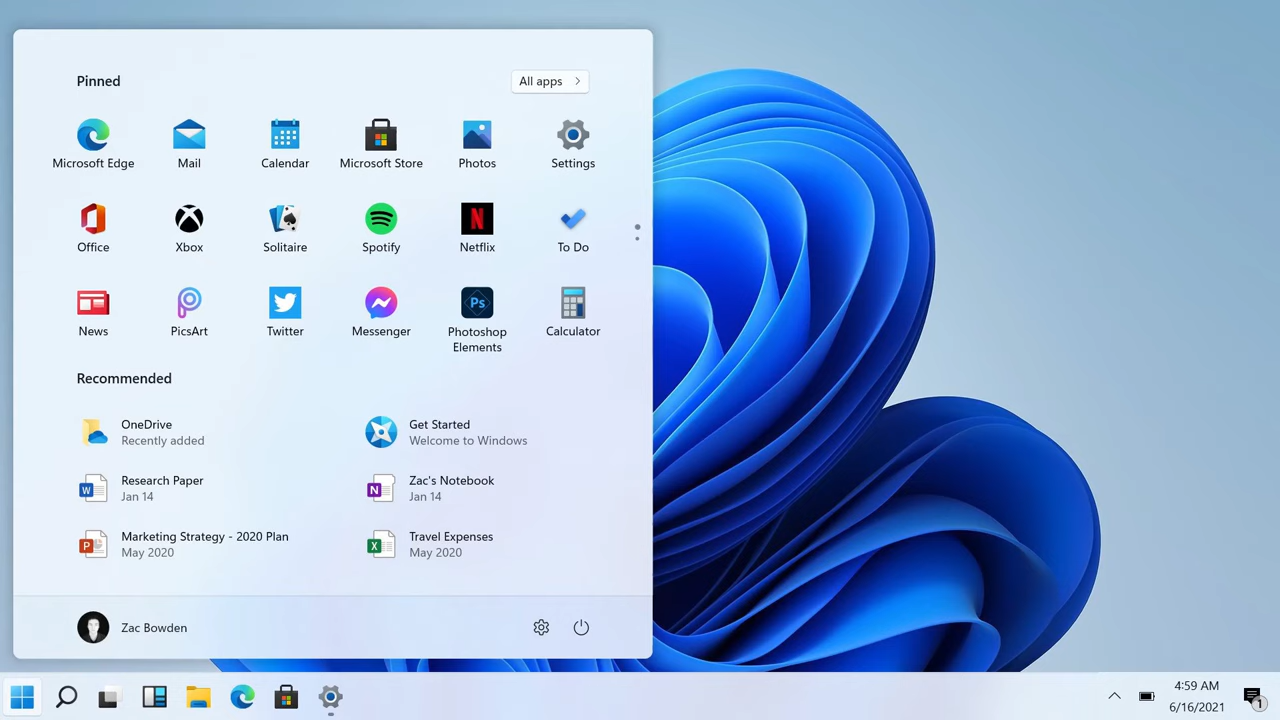 Pinned
All apps
Microsoft Edge
Mail
Calendar
Microsoft Store
Photos
Settings
Office
Xbox
Solitaire
Spotify
Netflix
To Do
News
PicsArt
Twitter
Messenger
Ps
Photoshop
Elements
Calculator
Recommended
OneDrive
Recently added
Get Started
Welcome to Windows
W
Research Paper
Jan 14
N
Zac's Notebook
Jan 14
P
Marketing Strategy - 2020 Plan
May 2020
X
Travel Expenses
May 2020
Zac Bowden
4:59 AM
6/16/2021
1